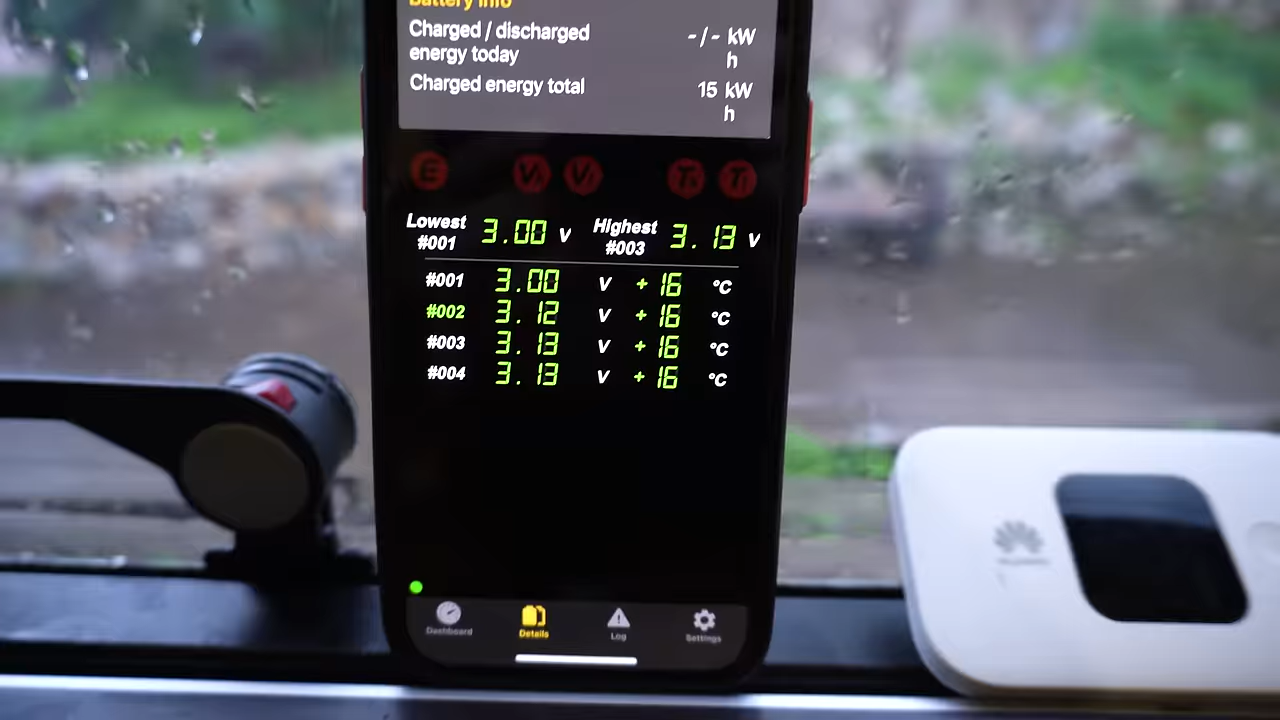 Battery info
Charged / discharged
energy today
- / - kW
h
Charged energy total
15 kW
h
E
Lowest
#001
3.00 V
Highest
#003
3.13 V
#001 3.00 V +16 °C
#002 3.12 V +16 °C
#003 3.13 V +16 °C
#004 3.13 V +16 °C
Dashboard
Details
Log
Settings